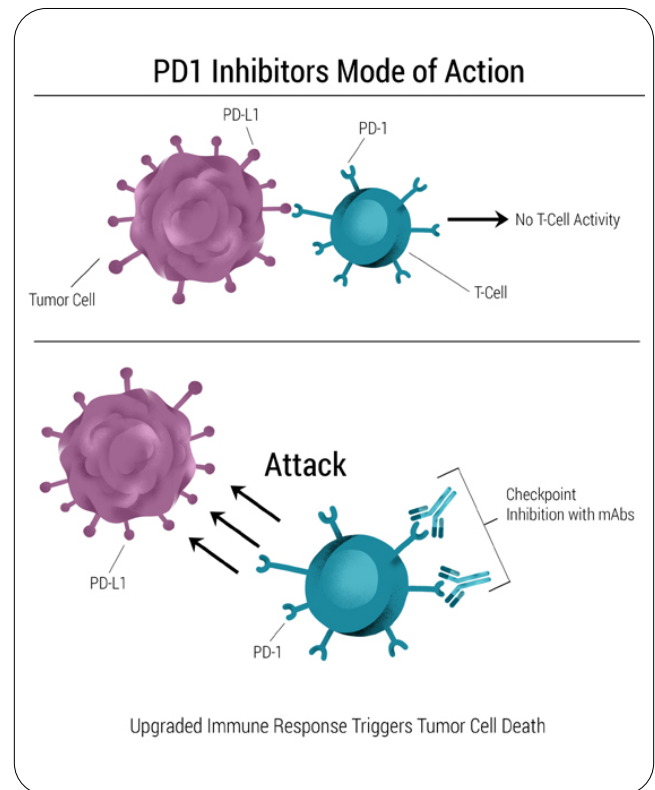 PD1 Inhibitors Mode of Action
PD-L1
PD-1
No T-Cell Activity
Tumor Cell
T-Cell
Attack
Checkpoint
Inhibition with mAbs
PD-L1
PD-1
Upgraded Immune Response Triggers Tumor Cell Death